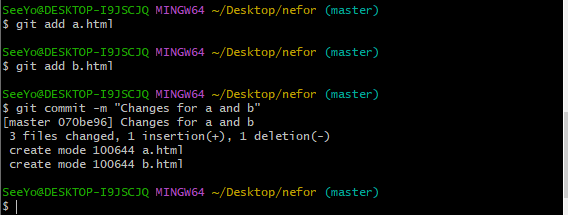 SeeYo@DESKTOP-I9JSCJQ MINGW64 ~/Desktop/nefor (master)
$ git add a.html
SeeYo@DESKTOP-I9JSCJQ MINGW64 ~/Desktop/nefor (master)
$ git add b.html
SeeYo@DESKTOP-I9JSCJQ MINGW64 ~/Desktop/nefor (master)
$ git commit -m "Changes for a and b"
[master 070be96] Changes for a and b
 3 files changed, 1 insertion(+), 1 deletion(-)
 create mode 100644 a.html
 create mode 100644 b.html
SeeYo@DESKTOP-I9JSCJQ MINGW64 ~/Desktop/nefor (master)
$